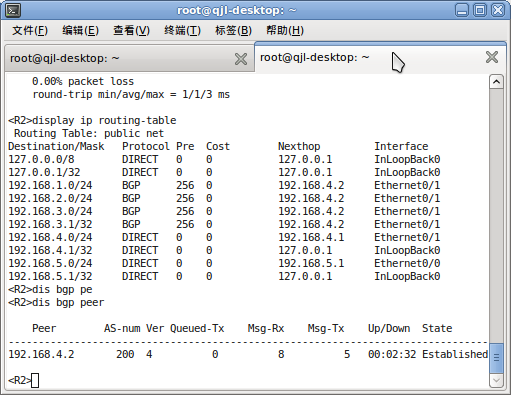 root@qjl-desktop: ~
文件(F) 编辑(E) 查看(V) 终端(T) 标签(B) 帮助(H)
root@qjl-desktop: ~ root@qjl-desktop: ~
0.00% packet loss
round-trip min/avg/max = 1/1/3 ms
<R2>display ip routing-table
Routing Table: public net
Destination/Mask Protocol Pre Cost Nexthop Interface
127.0.0.0/8 DIRECT 0 0 127.0.0.1 InLoopBack0
127.0.0.1/32 DIRECT 0 0 127.0.0.1 InLoopBack0
192.168.1.0/24 BGP 256 0 192.168.4.2 Ethernet0/1
192.168.2.0/24 BGP 256 0 192.168.4.2 Ethernet0/1
192.168.3.0/24 BGP 256 0 192.168.4.2 Ethernet0/1
192.168.3.1/32 BGP 256 0 192.168.4.2 Ethernet0/1
192.168.4.0/24 DIRECT 0 0 192.168.4.1 Ethernet0/1
192.168.4.1/32 DIRECT 0 0 127.0.0.1 InLoopBack0
192.168.5.0/24 DIRECT 0 0 192.168.5.1 Ethernet0/0
192.168.5.1/32 DIRECT 0 0 127.0.0.1 InLoopBack0
<R2>dis bgp pe
<R2>dis bgp peer
Peer AS-num Ver Queued-Tx Msg-Rx Msg-Tx Up/Down State
--------------------------------------------------------------------------------
192.168.4.2 200 4 0 8 5 00:02:32 Established
<R2>